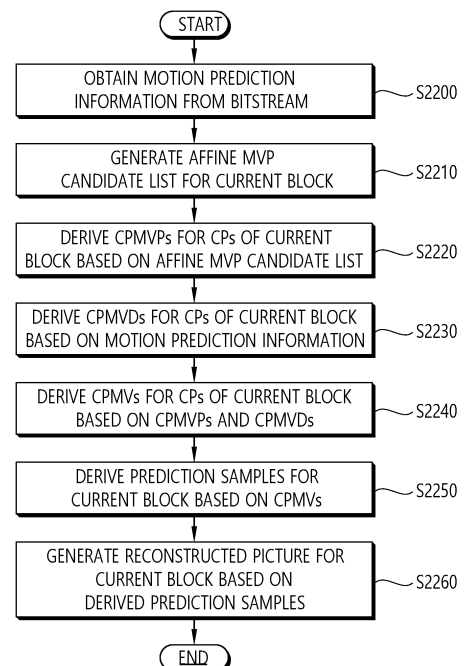 START
OBTAIN MOTION PREDICTION
INFORMATION FROM BITSTREAM
S2200
GENERATE AFFINE MVP
CANDIDATE LIST FOR CURRENT BLOCK
S2210
DERIVE CPMVPs FOR CPs OF CURRENT
BLOCK BASED ON AFFINE MVP CANDIDATE LIST
S2220
DERIVE CPMVDs FOR CPs OF CURRENT BLOCK
BASED ON MOTION PREDICTION INFORMATION
S2230
DERIVE CPMVs FOR CPs OF CURRENT BLOCK
BASED ON CPMVPs AND CPMVDs
S2240
DERIVE PREDICTION SAMPLES FOR
CURRENT BLOCK BASED ON CPMVs
S2250
GENERATE RECONSTRUCTED PICTURE FOR
CURRENT BLOCK BASED ON
DERIVED PREDICTION SAMPLES
S2260
END